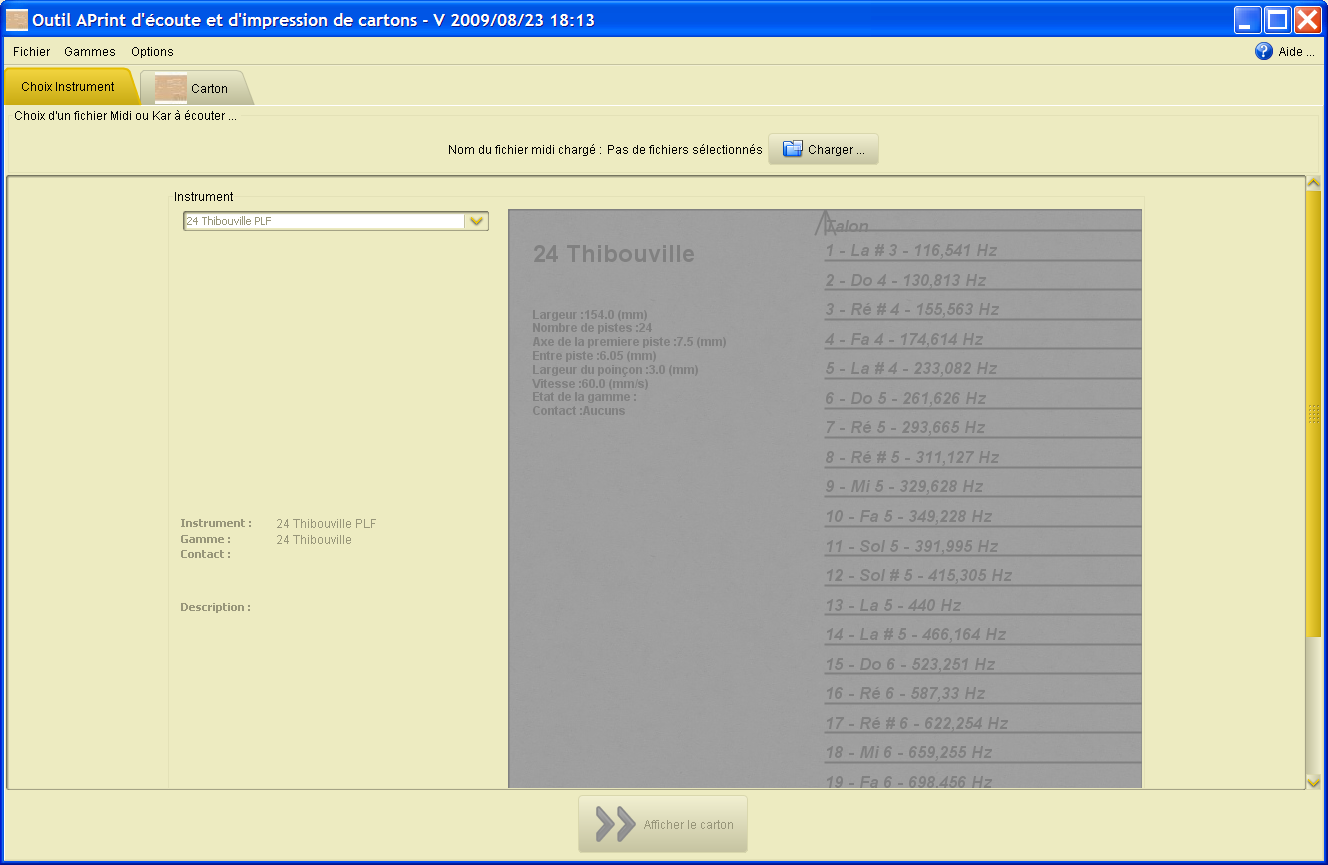 Outil APrint d'écoute et d'impression de cartons - V 2009/08/23 18:13
Fichier Gammes Options Aide ...
Choix Instrument Carton
Choix d'un fichier Midi ou Kar à écouter ...
Nom du fichier midi chargé : Pas de fichiers sélectionnés Charger ...
Instrument
24 Thibouville PLF
Instrument : 24 Thibouville PLF
Gamme : 24 Thibouville
Contact :
Description :
24 Thibouville
Largeur :154.0 (mm)
Nombre de pistes :24
Axe de la premiere piste :7.5 (mm)
Entre piste :6.05 (mm)
Largeur du poinçon :3.0 (mm)
Vitesse :60.0 (mm/s)
Etat de la gamme :
Contact :Aucuns
Talon
1 - La # 3 - 116,541 Hz
2 - Do 4 - 130,813 Hz
3 - Ré # 4 - 155,563 Hz
4 - Fa 4 - 174,614 Hz
5 - La # 4 - 233,082 Hz
6 - Do 5 - 261,626 Hz
7 - Ré 5 - 293,665 Hz
8 - Ré # 5 - 311,127 Hz
9 - Mi 5 - 329,628 Hz
10 - Fa 5 - 349,228 Hz
11 - Sol 5 - 391,995 Hz
12 - Sol # 5 - 415,305 Hz
13 - La 5 - 440 Hz
14 - La # 5 - 466,164 Hz
15 - Do 6 - 523,251 Hz
16 - Ré 6 - 587,33 Hz
17 - Ré # 6 - 622,254 Hz
18 - Mi 6 - 659,255 Hz
19 - Fa 6 - 698,456 Hz
Afficher le carton